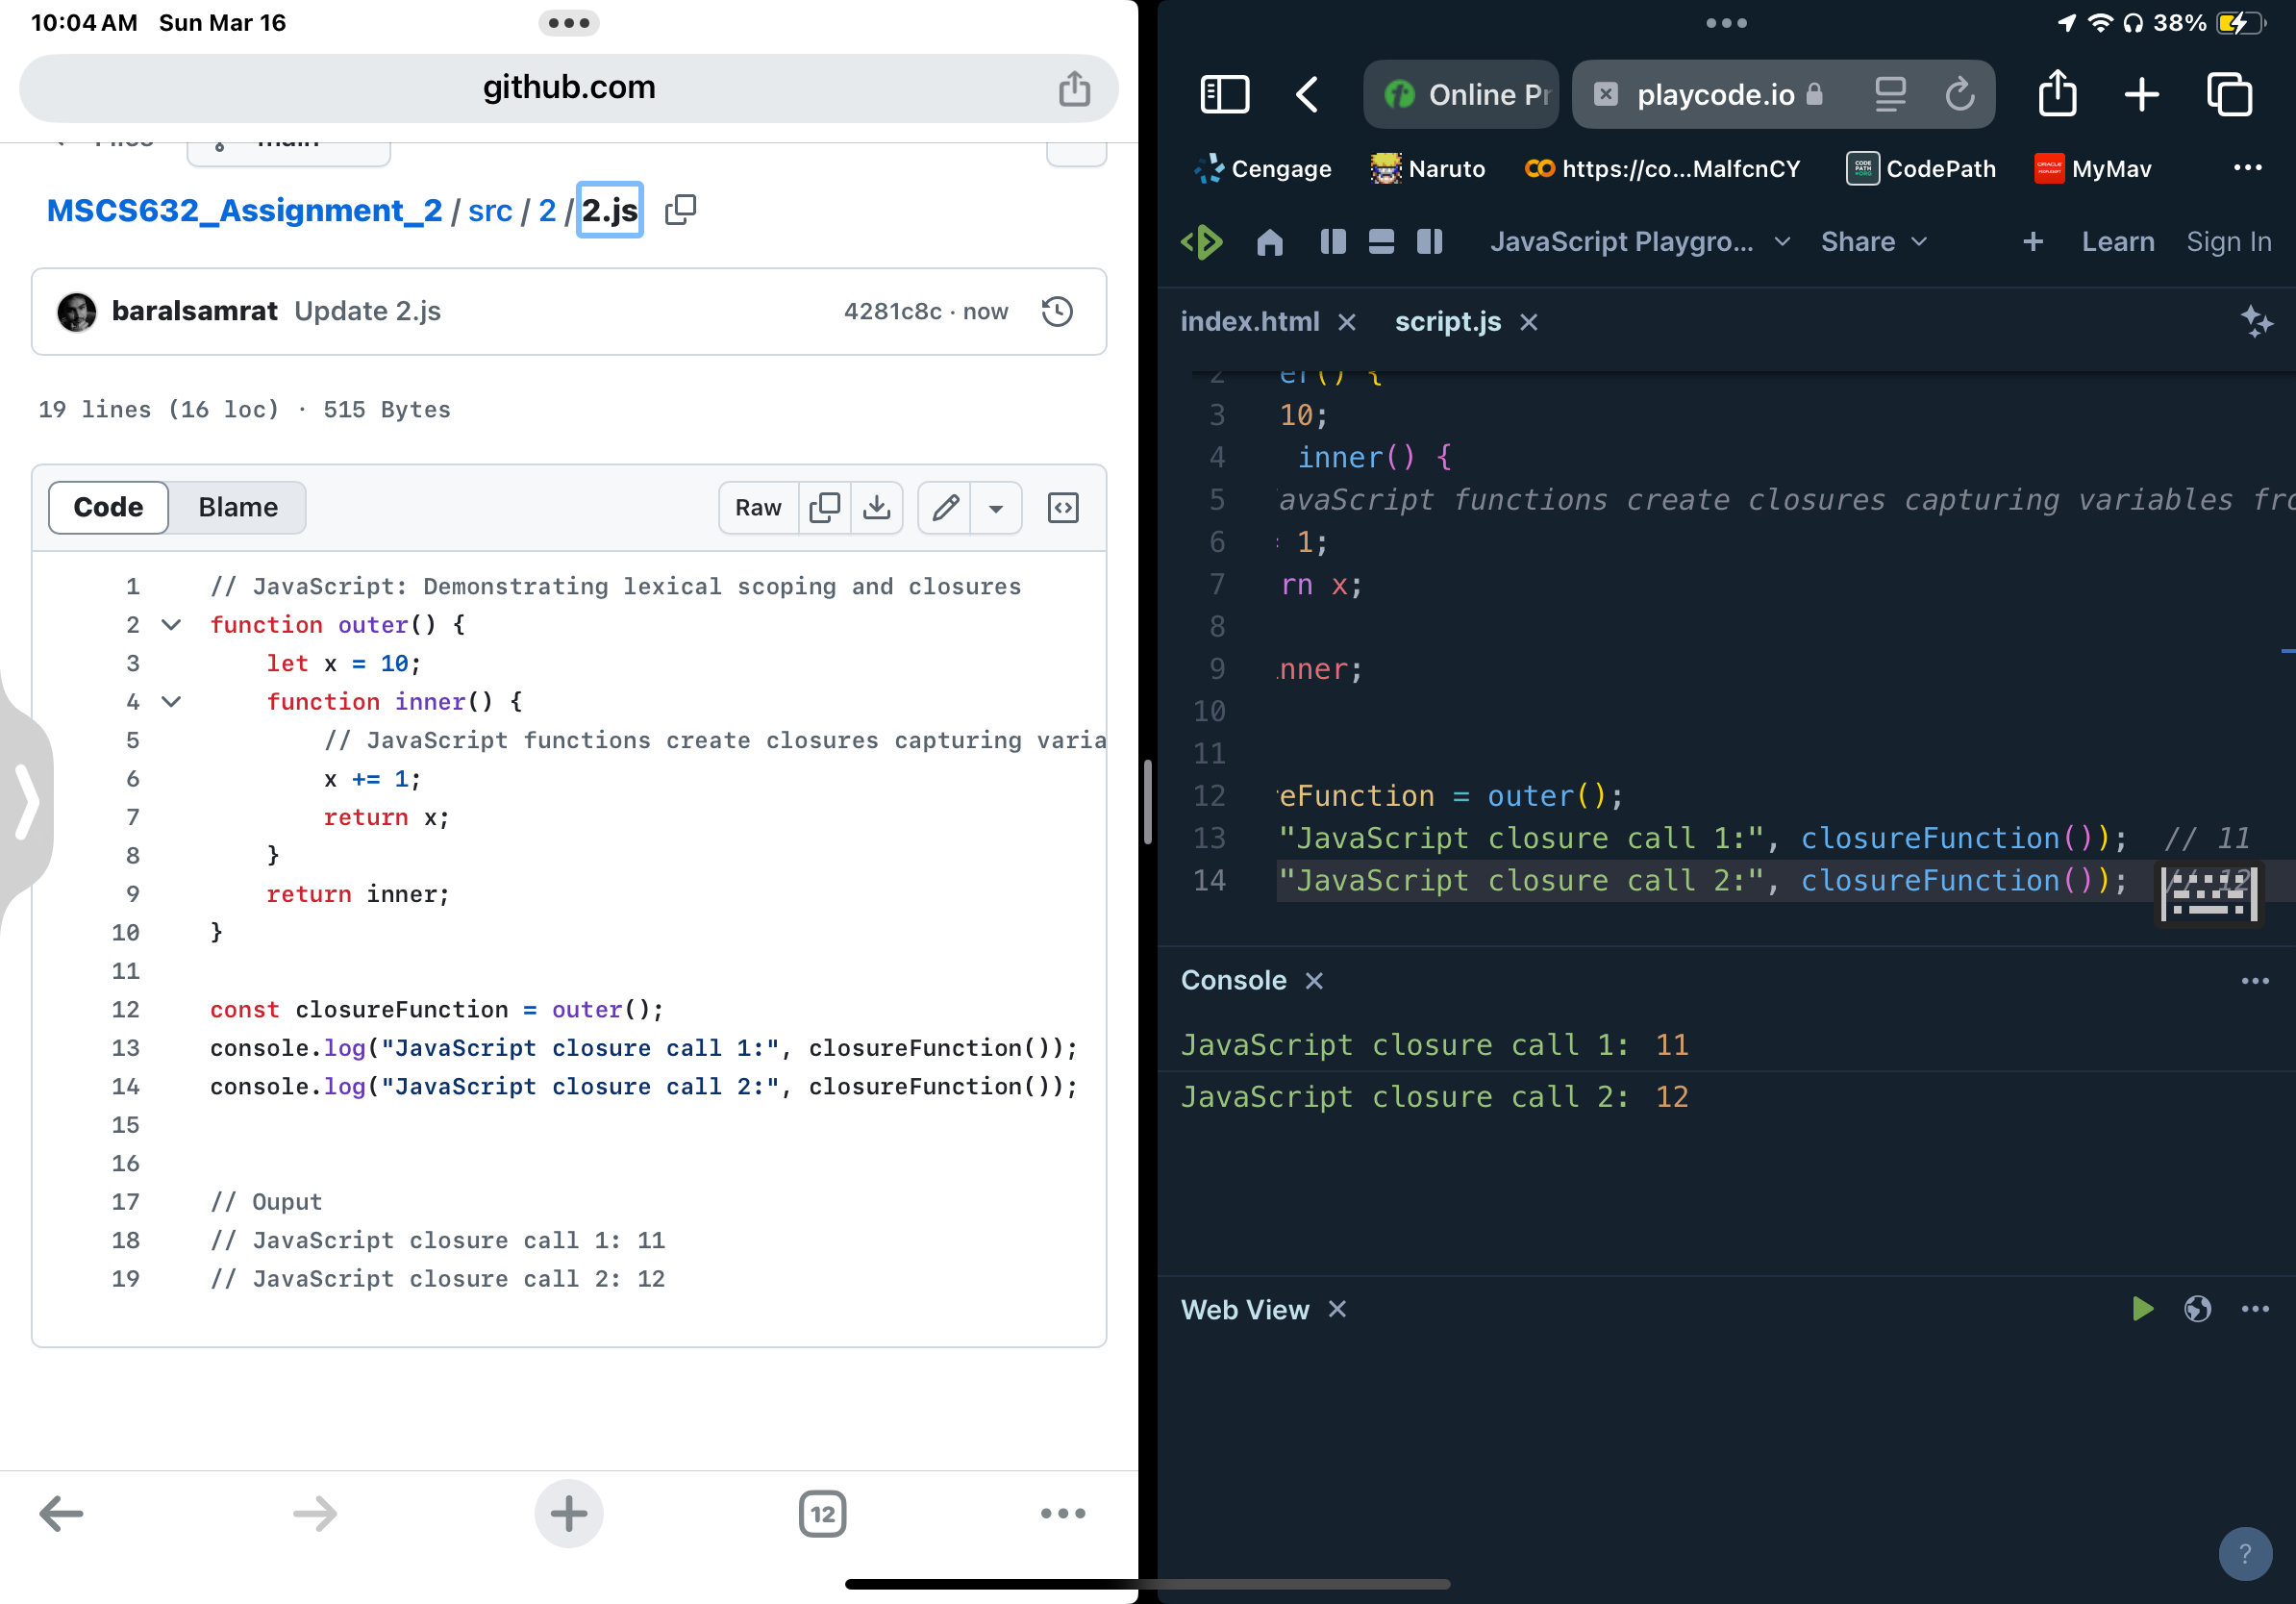 10:04 AM Sun Mar 16
github.com
main
MSCS632_Assignment_2 / src / 2 / 2.js
baralsamrat Update 2.js 4281c8c · now
19 lines (16 loc) · 515 Bytes
Code Blame Raw
1 // JavaScript: Demonstrating lexical scoping and closures
2 function outer() {
3 let x = 10;
4 function inner() {
5 // JavaScript functions create closures capturing varia
6 x += 1;
7 return x;
8 }
9 return inner;
10 }
11
12 const closureFunction = outer();
13 console.log("JavaScript closure call 1:", closureFunction());
14 console.log("JavaScript closure call 2:", closureFunction());
15
16
17 // Ouput
18 // JavaScript closure call 1: 11
19 // JavaScript closure call 2: 12
12
38%
Online Pr
playcode.io
Cengage Naruto https://co...MalfcnCY CodePath MyMav
JavaScript Playgro... Share + Learn Sign In
index.html script.js
2 er() {
3 10;
4 inner() {
5 avaScript functions create closures capturing variables fro
6 = 1;
7 rn x;
8
9 nner;
10
11
12 eFunction = outer();
13 "JavaScript closure call 1:", closureFunction()); // 11
14 "JavaScript closure call 2:", closureFunction()); // 12
Console
JavaScript closure call 1: 11
JavaScript closure call 2: 12
Web View
?